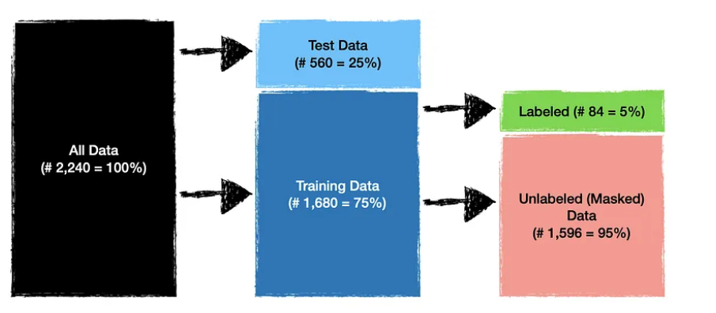 All Data
(# 2,240 = 100%)
Test Data
(# 560 = 25%)
Training Data
(# 1,680 = 75%)
Labeled (# 84 = 5%)
Unlabeled (Masked)
Data
(# 1,596 = 95%)